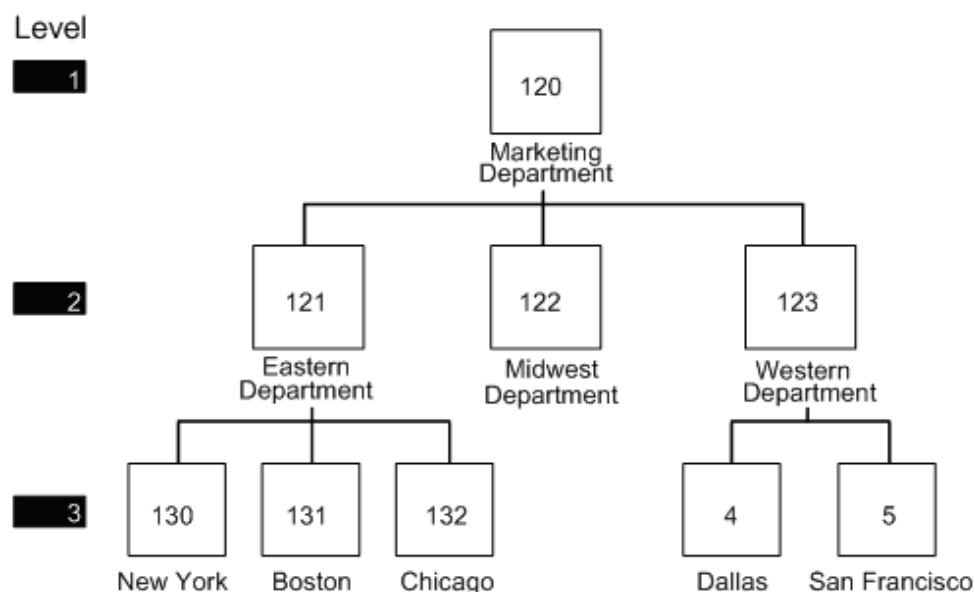 Level
1
120
Marketing
Department
2
121
122
123
Eastern
Department
Midwest
Department
Western
Department
3
130
131
132
4
5
New York
Boston
Chicago
Dallas
San Francisco